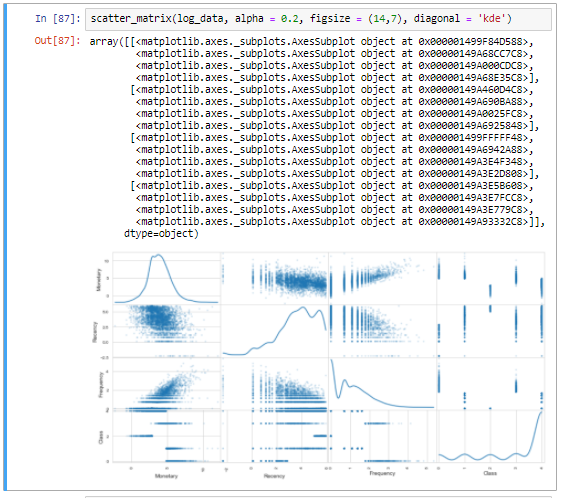 In [87]: scatter_matrix(log_data, alpha = 0.2, figsize = (14,7), diagonal = 'kde')
Out[87]: array([[<matplotlib.axes._subplots.AxesSubplot object at 0x000001499F84D588>,
<matplotlib.axes._subplots.AxesSubplot object at 0x00000149A68CC7C8>,
<matplotlib.axes._subplots.AxesSubplot object at 0x00000149A000CDC8>,
<matplotlib.axes._subplots.AxesSubplot object at 0x00000149A68E35C8>],
[<matplotlib.axes._subplots.AxesSubplot object at 0x00000149A460D4C8>,
<matplotlib.axes._subplots.AxesSubplot object at 0x00000149A690BA88>,
<matplotlib.axes._subplots.AxesSubplot object at 0x00000149A0025FC8>,
<matplotlib.axes._subplots.AxesSubplot object at 0x00000149A6925848>],
[<matplotlib.axes._subplots.AxesSubplot object at 0x000001499FFFFF48>,
<matplotlib.axes._subplots.AxesSubplot object at 0x00000149A6942A88>,
<matplotlib.axes._subplots.AxesSubplot object at 0x00000149A3E4F348>,
<matplotlib.axes._subplots.AxesSubplot object at 0x00000149A3E2D808>],
[<matplotlib.axes._subplots.AxesSubplot object at 0x00000149A3E5B608>,
<matplotlib.axes._subplots.AxesSubplot object at 0x00000149A3E7FCC8>,
<matplotlib.axes._subplots.AxesSubplot object at 0x00000149A3E779C8>,
<matplotlib.axes._subplots.AxesSubplot object at 0x00000149A93332C8>]],
dtype=object)
Monetary
Recency
Frequency
Class
Monetary
Recency
Frequency
Class